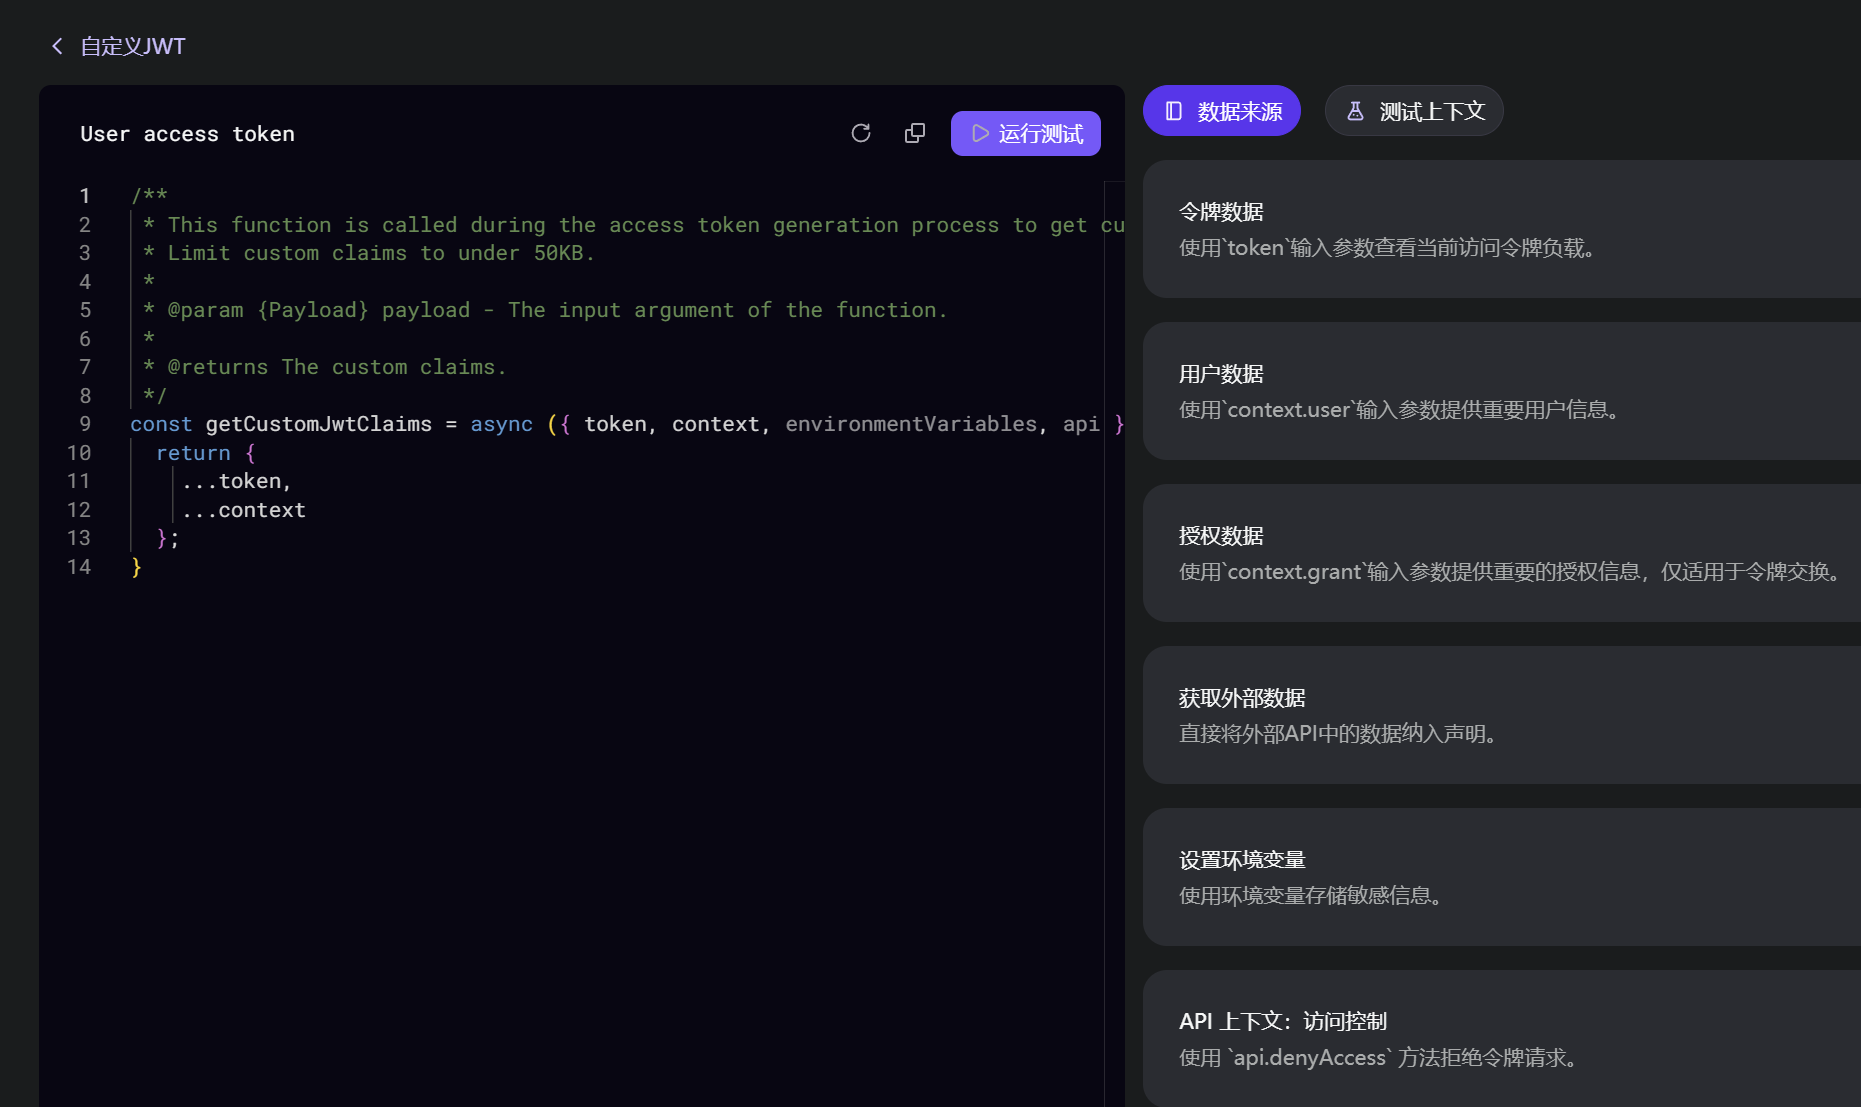 自定义JWT
User access token
运行测试
1 /**
2 * This function is called during the access token generation process to get cu
3 * Limit custom claims to under 50KB.
4 *
5 * @param {Payload} payload - The input argument of the function.
6 *
7 * @returns The custom claims.
8 */
9 const getCustomJwtClaims = async ({ token, context, environmentVariables, api }
10 return {
11 ...token,
12 ...context
13 };
14 }
数据来源
测试上下文
令牌数据
使用`token`输入参数查看当前访问令牌负载。
用户数据
使用`context.user`输入参数提供重要用户信息。
授权数据
使用`context.grant`输入参数提供重要的授权信息，仅适用于令牌交换。
获取外部数据
直接将外部API中的数据纳入声明。
设置环境变量
使用环境变量存储敏感信息。
API 上下文：访问控制
使用 `api.denyAccess` 方法拒绝令牌请求。